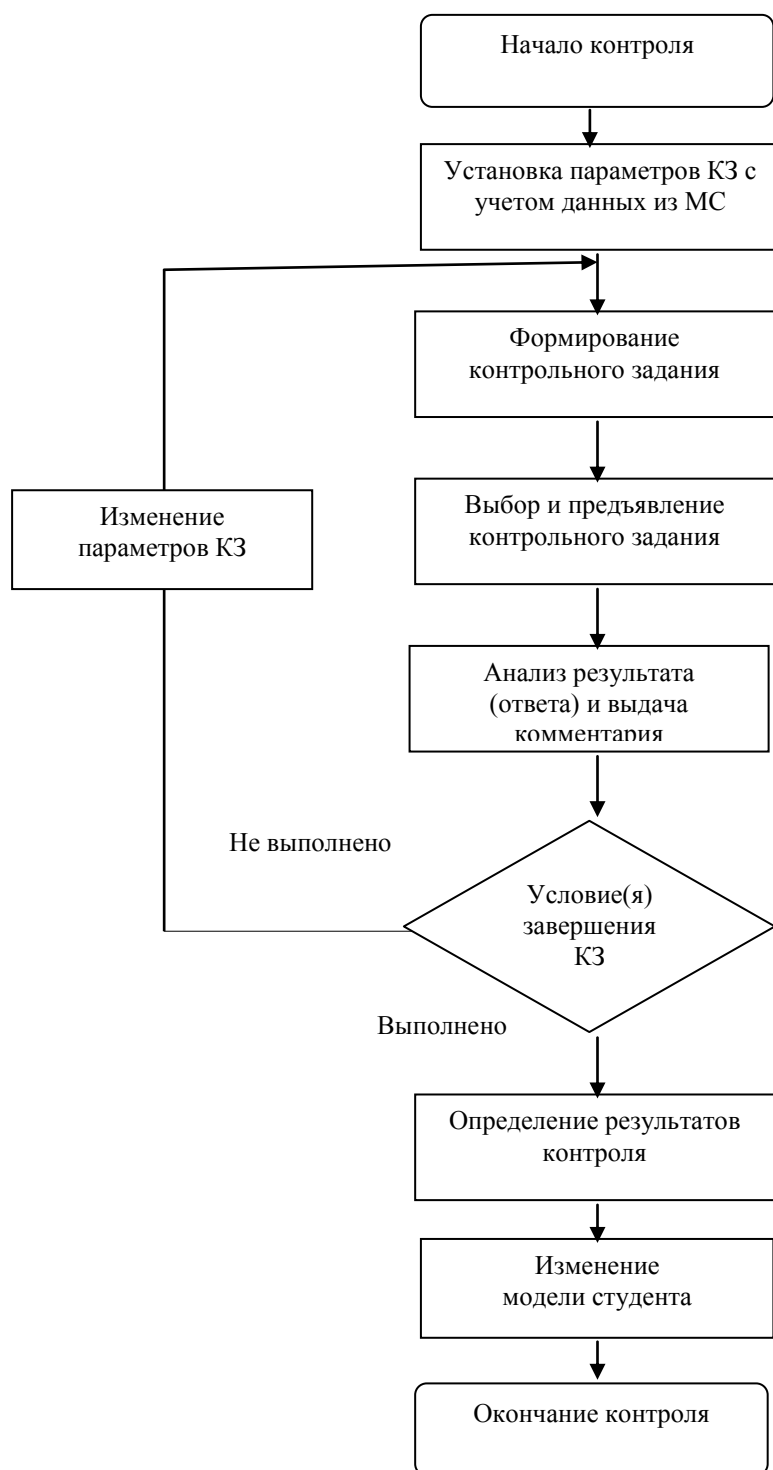 Начало контроля
Установка параметров КЗ с
учетом данных из МС
Формирование
контрольного задания
Изменение
параметров КЗ
Выбор и предъявление
контрольного задания
Анализ результата
(ответа) и выдача
комментария
Не выполнено
Условие(я)
завершения
КЗ
Выполнено
Определение результатов
контроля
Изменение
модели студента
Окончание контроля